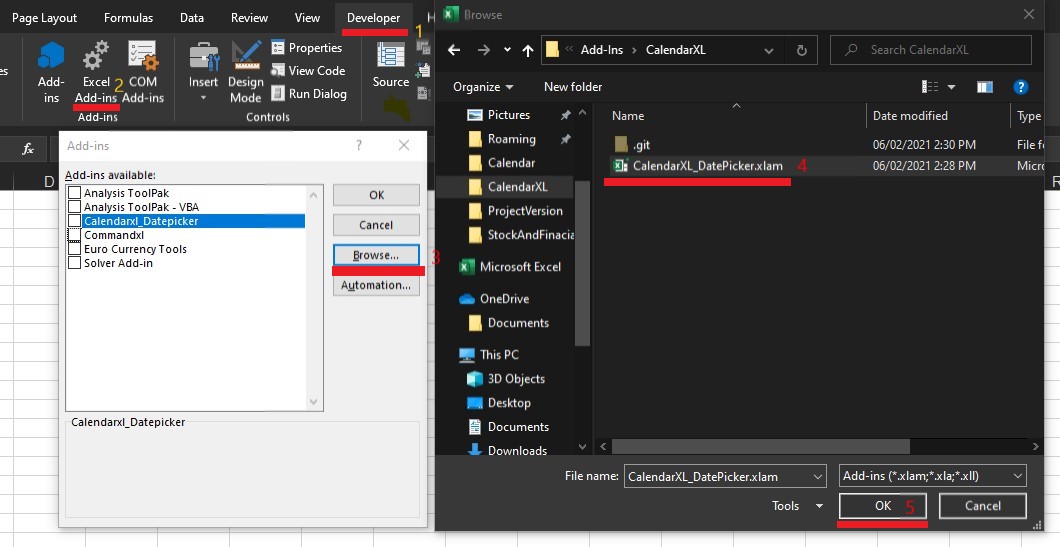 Page Layout Formulas Data Review View Developer H
1
es
Add-
ins
Excel
Add-ins
2
COM
Add-ins
Add-ins
Insert
Design
Mode
Properties
View Code
Run Dialog
Controls
Source
fx
D
R
Add-ins
?
Add-ins available:
Analysis ToolPak
Analysis ToolPak - VBA
Calendarxl_Datepicker
Commandxl
Euro Currency Tools
Solver Add-in
OK
Cancel
Browse...
3
Automation...
Calendarxl_Datepicker
Browse
Add-Ins
CalendarXL
Search CalendarXL
Organize
New folder
?
Pictures
Roaming
Calendar
CalendarXL
ProjectVersion
StockAndFinacia
Microsoft Excel
OneDrive
Documents
This PC
3D Objects
Desktop
Documents
Downloads
Name Date modified Type
.git 06/02/2021 2:30 PM File f
CalendarXL_DatePicker.xlam 4 06/02/2021 2:28 PM Micro
File name: CalendarXL_DatePicker.xlam Add-ins (*.xlam;*.xla;*.xll)
Tools OK 5 Cancel